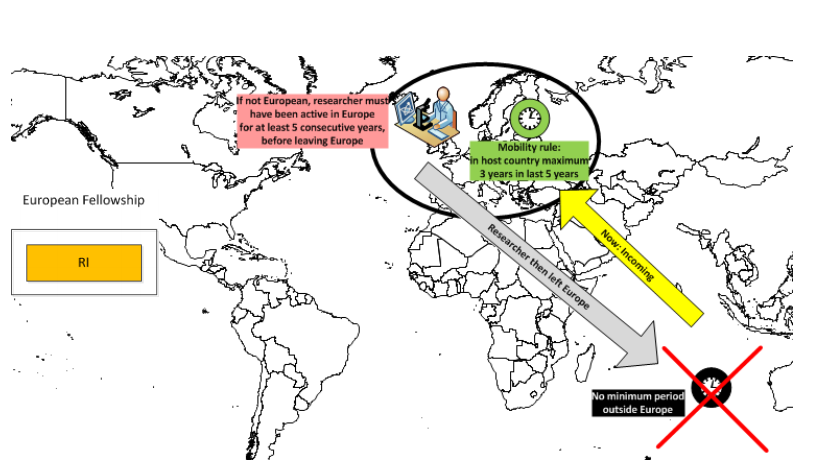 If not European, researcher must
have been active in Europe
for at least 5 consecutive years,
before leaving Europe
Mobility rule:
in host country maximum
3 years in last 5 years
European Fellowship
RI
Researcher then left Europe
Now: Incoming
No minimum period
outside Europe